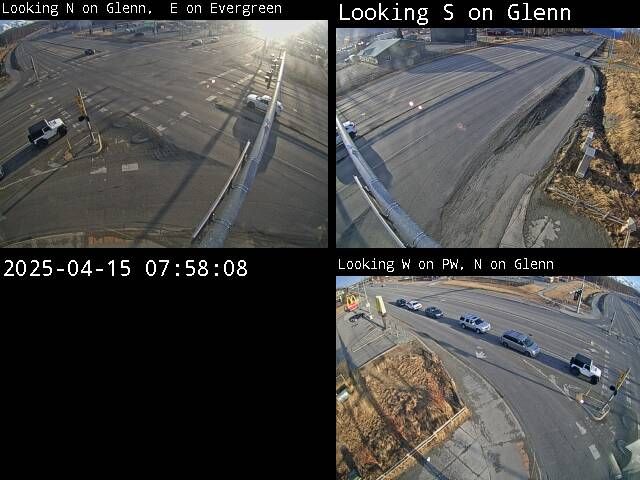 Looking N on Glenn,  E on Evergreen
Looking S on Glenn
2025-04-15 07:58:08
Looking W on PW, N on Glenn